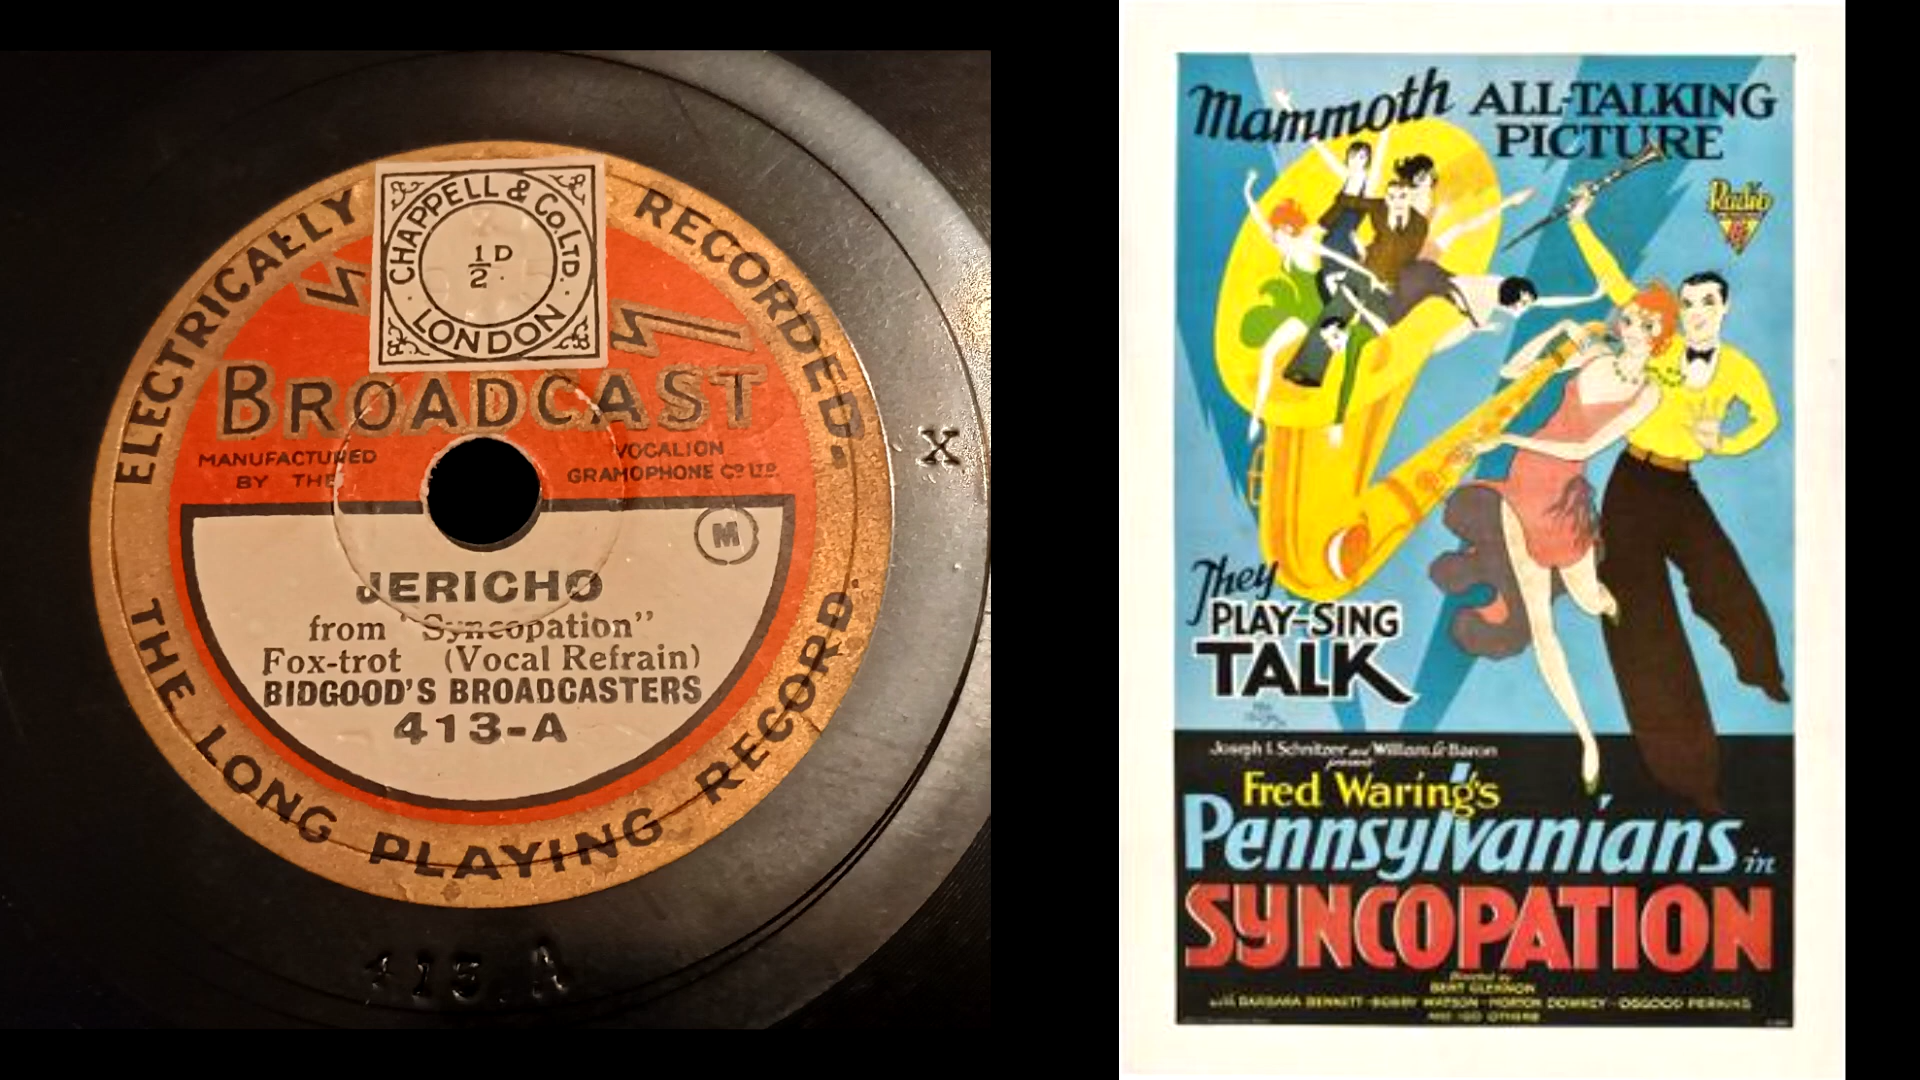 ELECTRICALLY RECORDED.
CHAPPELL & Co. LTD.
½D.
LONDON
BROADCAST
MANUFACTURED BY THE
VOCALION GRAMOPHONE Co LTD
M
JERICHO
from "Syncopation"
Fox-trot (Vocal Refrain)
BIDGOOD'S BROADCASTERS
413-A
THE LONG PLAYING RECORD.
X
Mammoth ALL-TALKING
PICTURE
Radio
They
PLAY-SING
TALK
Joseph I. Schnitzer and William Le Baron
present
Fred Waring's
Pennsylvanians in
SYNCOPATION
Directed by
BERT GLENNON
with BARBARA BENNETT - BOBBY WATSON - MORTON DOWNEY - OSGOOD PERKINS
AND 100 OTHERS